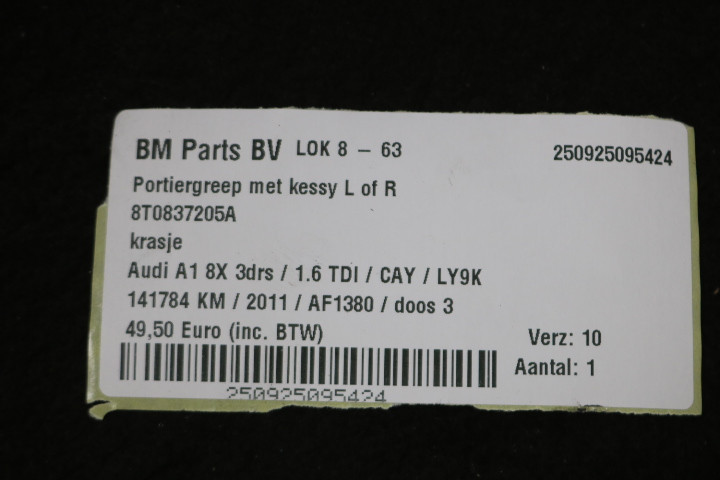 BM Parts BV LOK 8 – 63 250925095424
Portiergreep met kessy L of R
8T0837205A
krasje
Audi A1 8X 3drs / 1.6 TDI / CAY / LY9K
141784 KM / 2011 / AF1380 / doos 3
49,50 Euro (inc. BTW) Verz: 10
Aantal: 1
250925095424